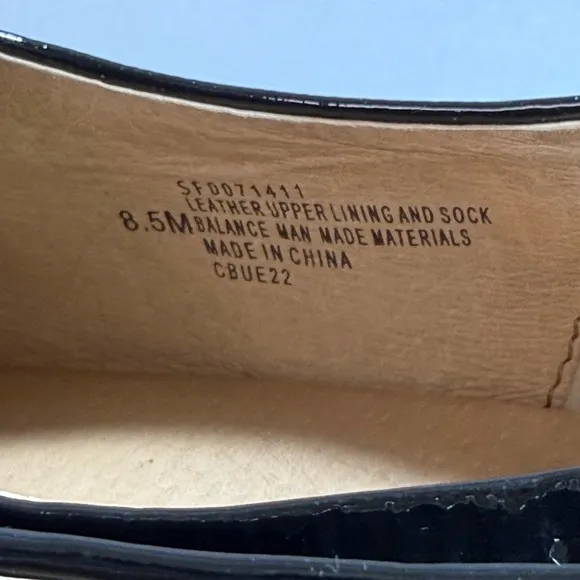 SFD071411
LEATHER UPPER LINING AND SOCK
8.5M BALANCE MAN MADE MATERIALS
MADE IN CHINA
CBUE22